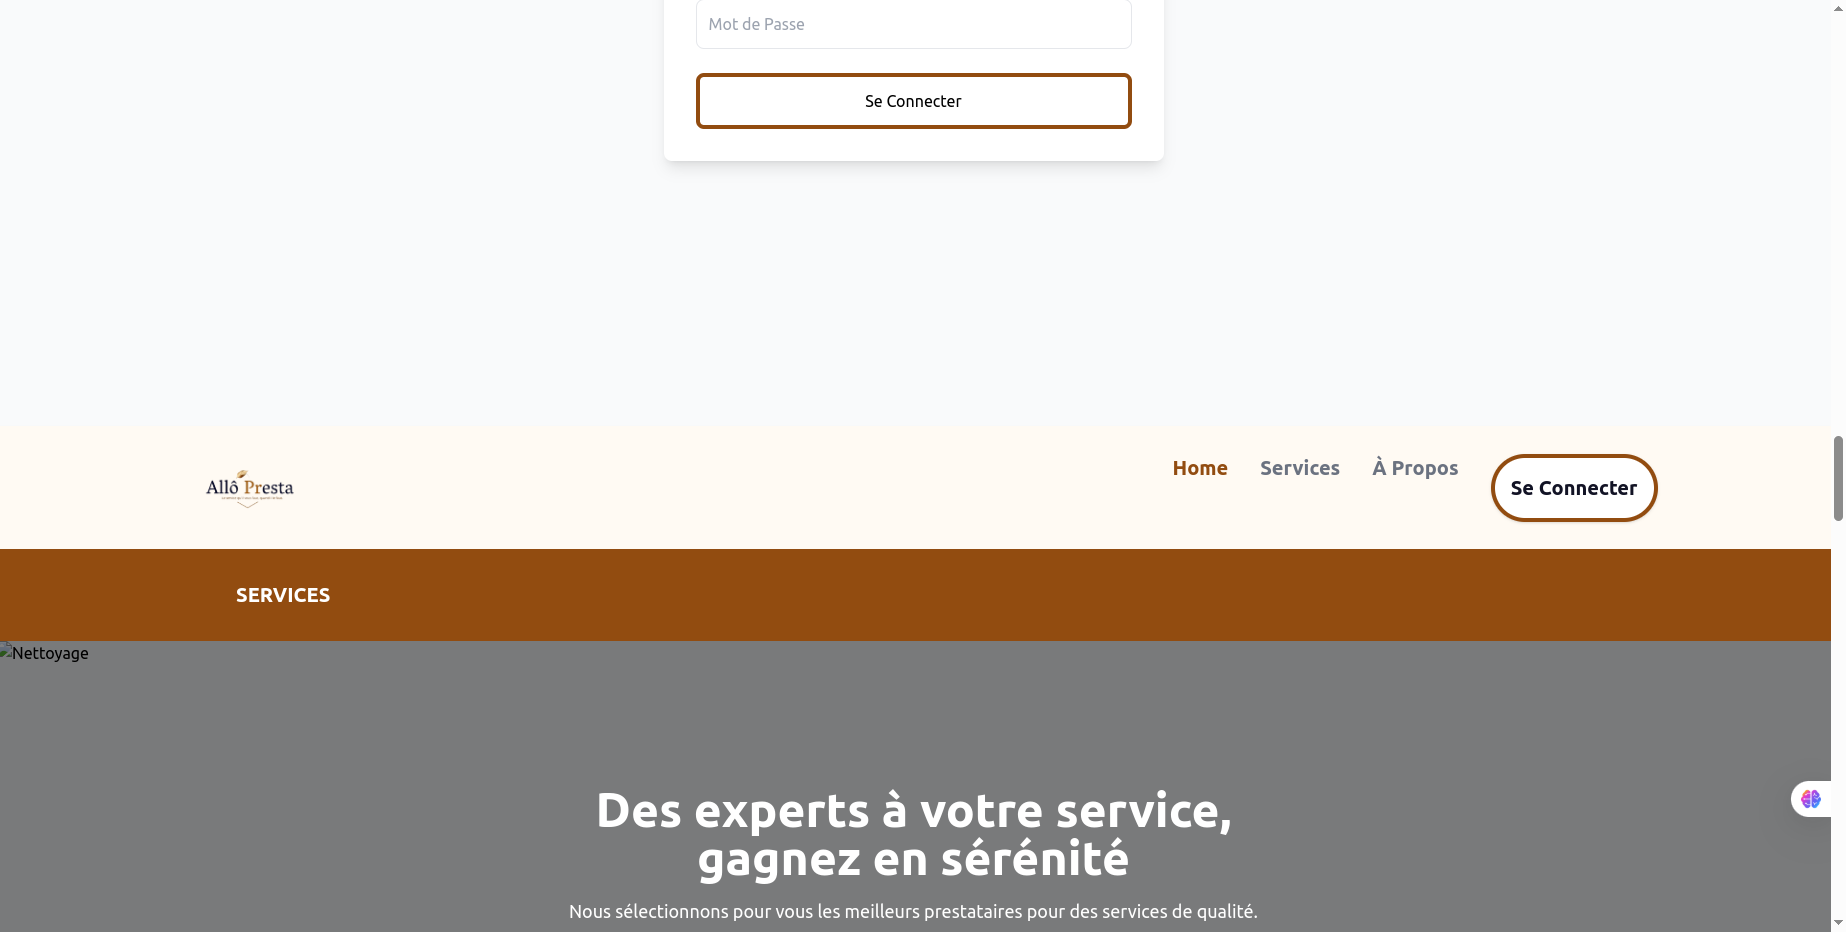 Mot de Passe
Se Connecter
Allô Presta
Home
Services
À Propos
Se Connecter
SERVICES
Nettoyage
Des experts à votre service,
gagnez en sérénité
Nous sélectionnons pour vous les meilleurs prestataires pour des services de qualité.